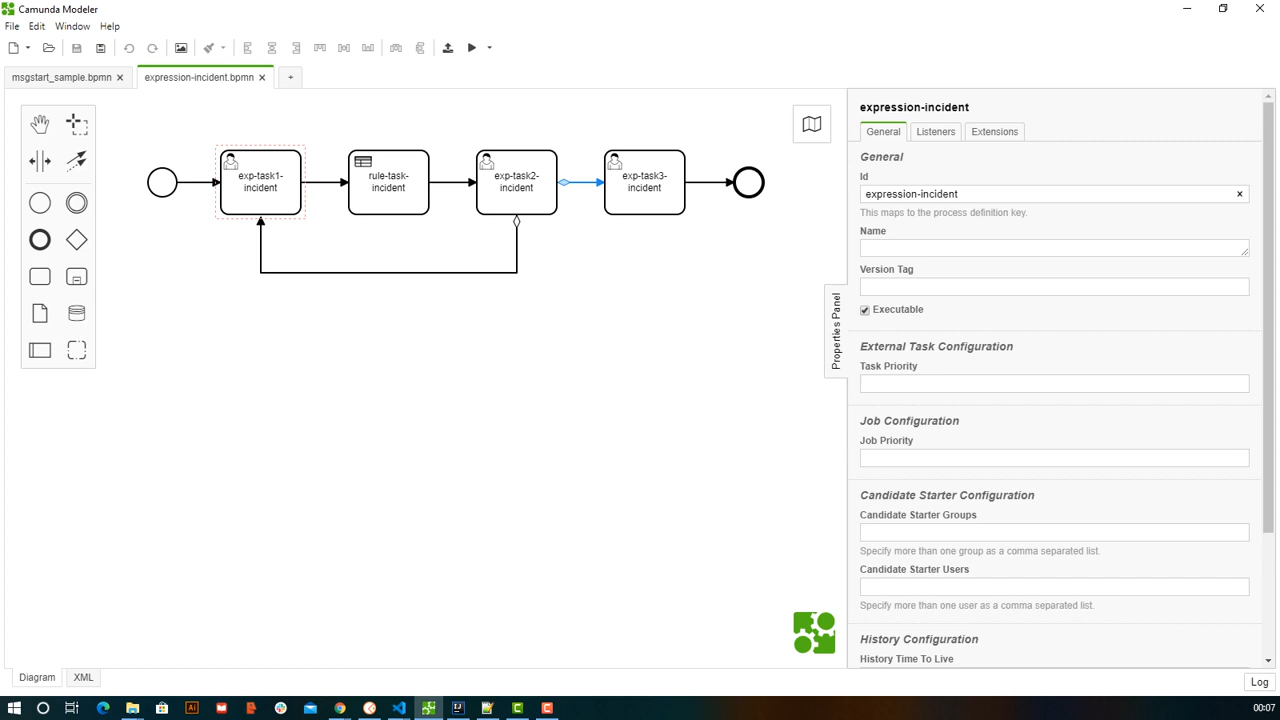 Camunda Modeler
File Edit Window Help
msgstart_sample.bpmn × expression-incident.bpmn × +
exp-task1-
incident
rule-task-
incident
exp-task2-
incident
exp-task3-
incident
Properties Panel
expression-incident
General Listeners Extensions
General
Id
expression-incident ×
This maps to the process definition key.
Name
Version Tag
Executable
External Task Configuration
Task Priority
Job Configuration
Job Priority
Candidate Starter Configuration
Candidate Starter Groups
Specify more than one group as a comma separated list.
Candidate Starter Users
Specify more than one user as a comma separated list.
History Configuration
History Time To Live
Diagram XML
Log
Ai
00:07